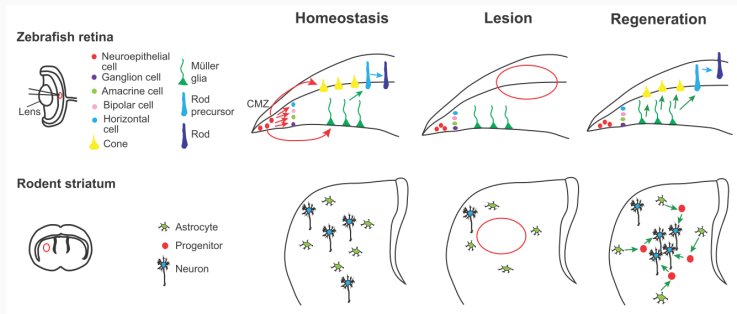 Homeostasis
Lesion
Regeneration
Zebrafish retina
Lens
Neuroepithelial
cell
Ganglion cell
Amacrine cell
Bipolar cell
Horizontal
cell
Cone
Müller
glia
Rod
precursor
Rod
CMZ
Rodent striatum
Astrocyte
Progenitor
Neuron